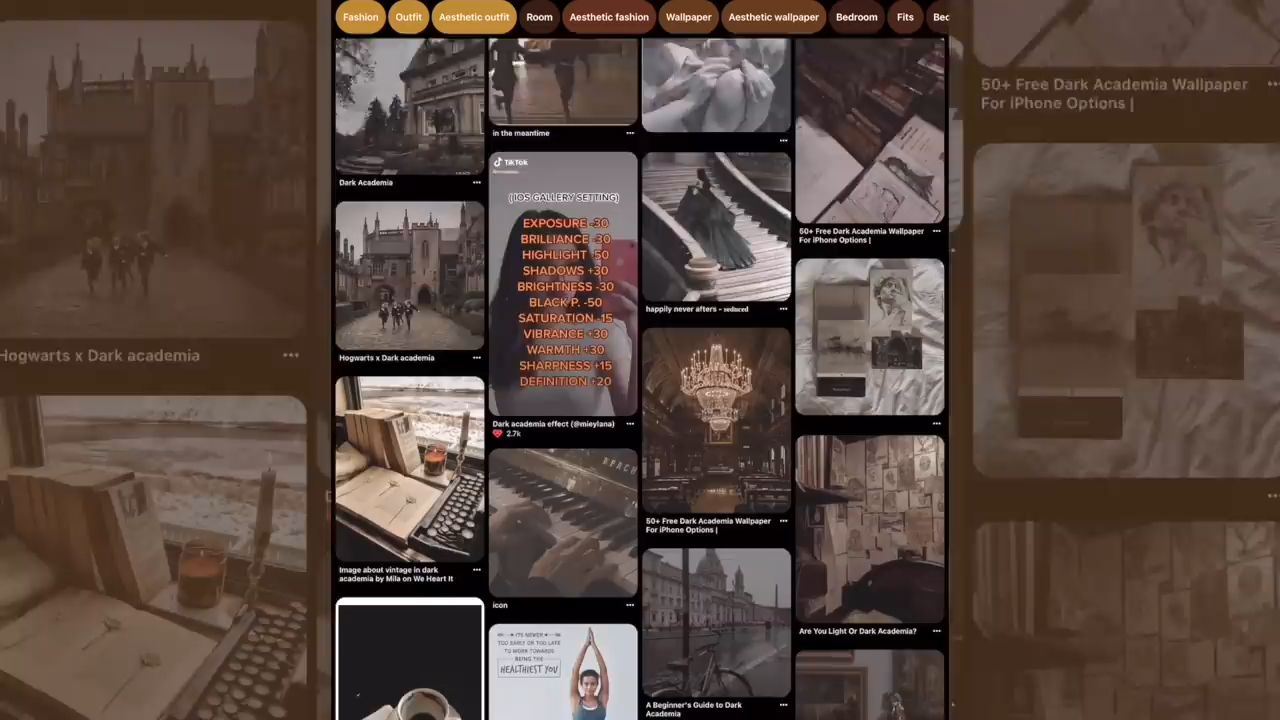 Fashion
Outfit
Aesthetic outfit
Room
Aesthetic fashion
Wallpaper
Aesthetic wallpaper
Bedroom
Fits
Bec
Dark Academia
Hogwarts x Dark academia
Image about vintage in dark
academia by Mila on We Heart It
in the meantime
TikTok
(IOS GALLERY SETTING)
EXPOSURE -30
BRILLIANCE -30
HIGHLIGHT -50
SHADOWS +30
BRIGHTNESS -30
BLACK P. -50
SATURATION -15
VIBRANCE +30
WARMTH +30
SHARPNESS +15
DEFINITION +20
Dark academia effect (@mieylana)
2.7k
icon
ITS NEVER
TOO EARLY OR TOO LATE
TO WORK TOWARDS
BEING THE
HEALTHIEST YOU
happily never afters - seduced
50+ Free Dark Academia Wallpaper
For iPhone Options |
A Beginner's Guide to Dark
Academia
50+ Free Dark Academia Wallpaper
For iPhone Options |
Are You Light Or Dark Academia?
Hogwarts x Dark academia
50+ Free Dark Academia Wallpaper
For iPhone Options |